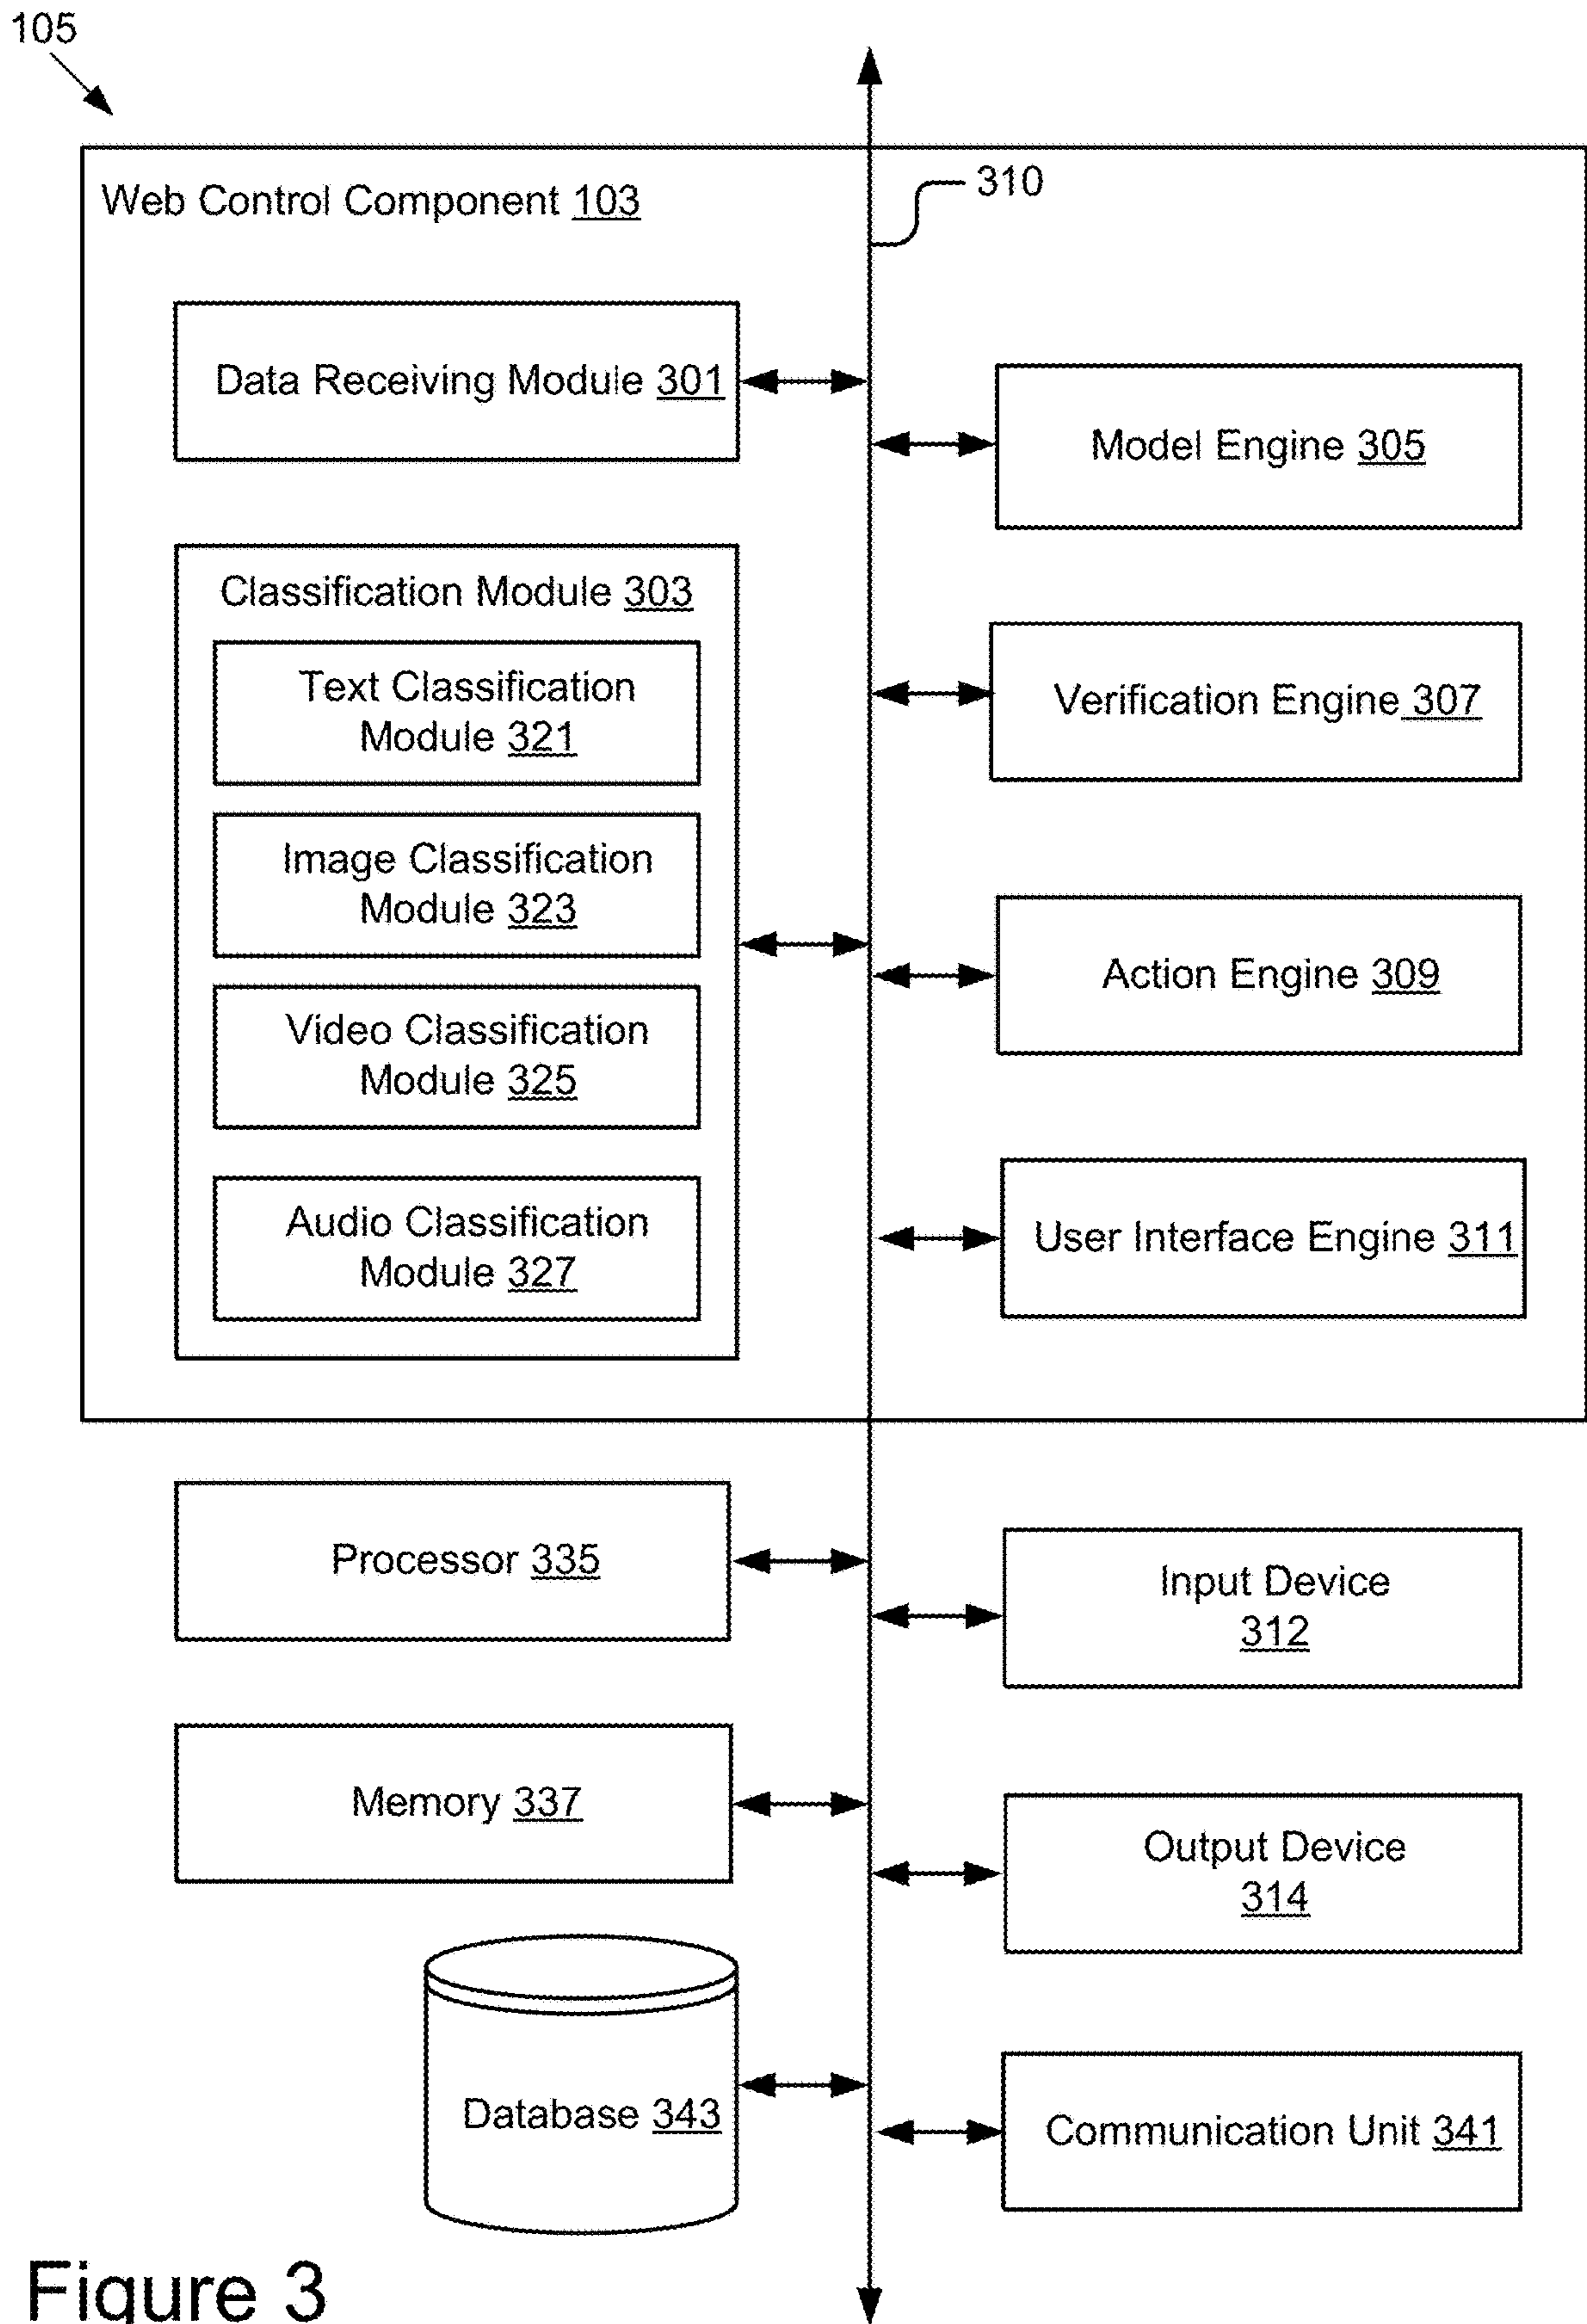 105
310
Web Control Component 103
Data Receiving Module 301
Model Engine 305
Classification Module 303
Text Classification
Module 321
Verification Engine 307
Image Classification
Module 323
Action Engine 309
Video Classification
Module 325
Audio Classification
Module 327
User Interface Engine 311
Processor 335
Input Device
312
Memory 337
Output Device
314
Database 343
Communication Unit 341
Figure 3